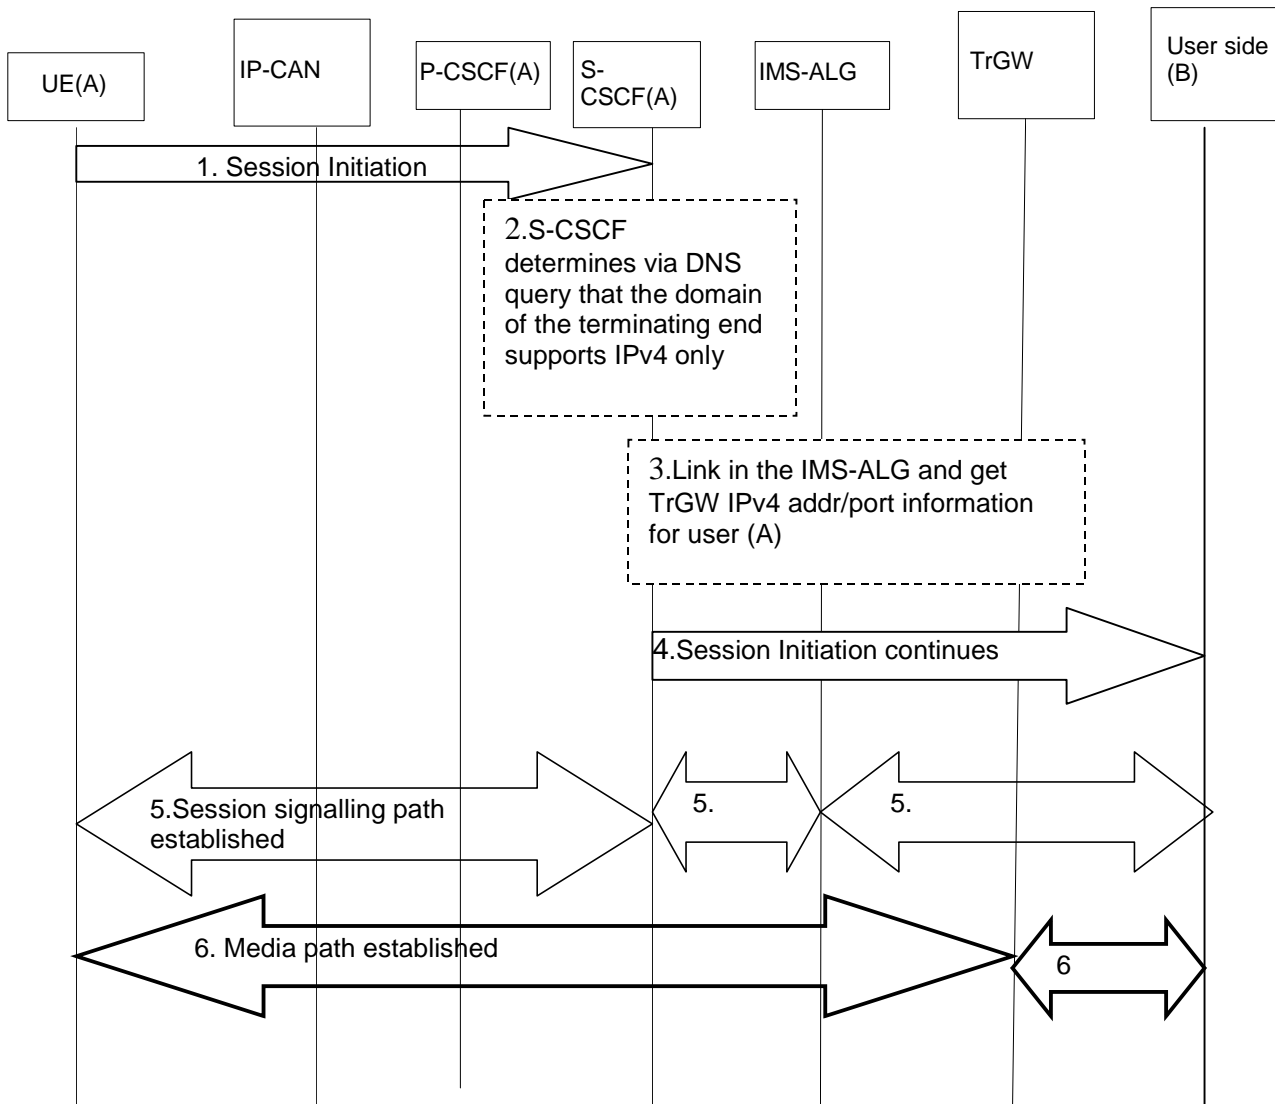 UE(A)
IP-CAN
P-CSCF(A)
S-
CSCF(A)
IMS-ALG
TrGW
User side
(B)
1. Session Initiation
2.S-CSCF
determines via DNS
query that the domain
of the terminating end
supports IPv4 only
3.Link in the IMS-ALG and get
TrGW IPv4 addr/port information
for user (A)
4.Session Initiation continues
5.Session signalling path
established
5.
5.
6. Media path established
6